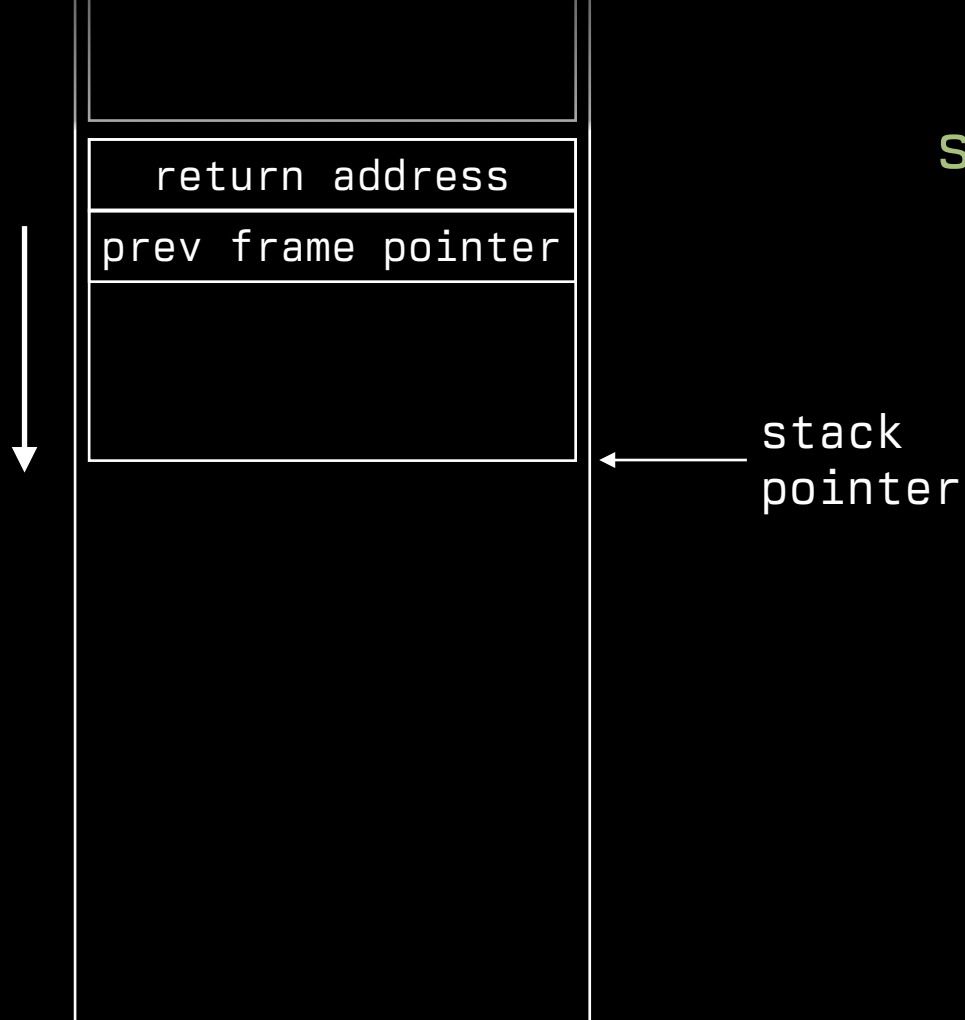 return address
S
prev frame pointer
stack
pointer